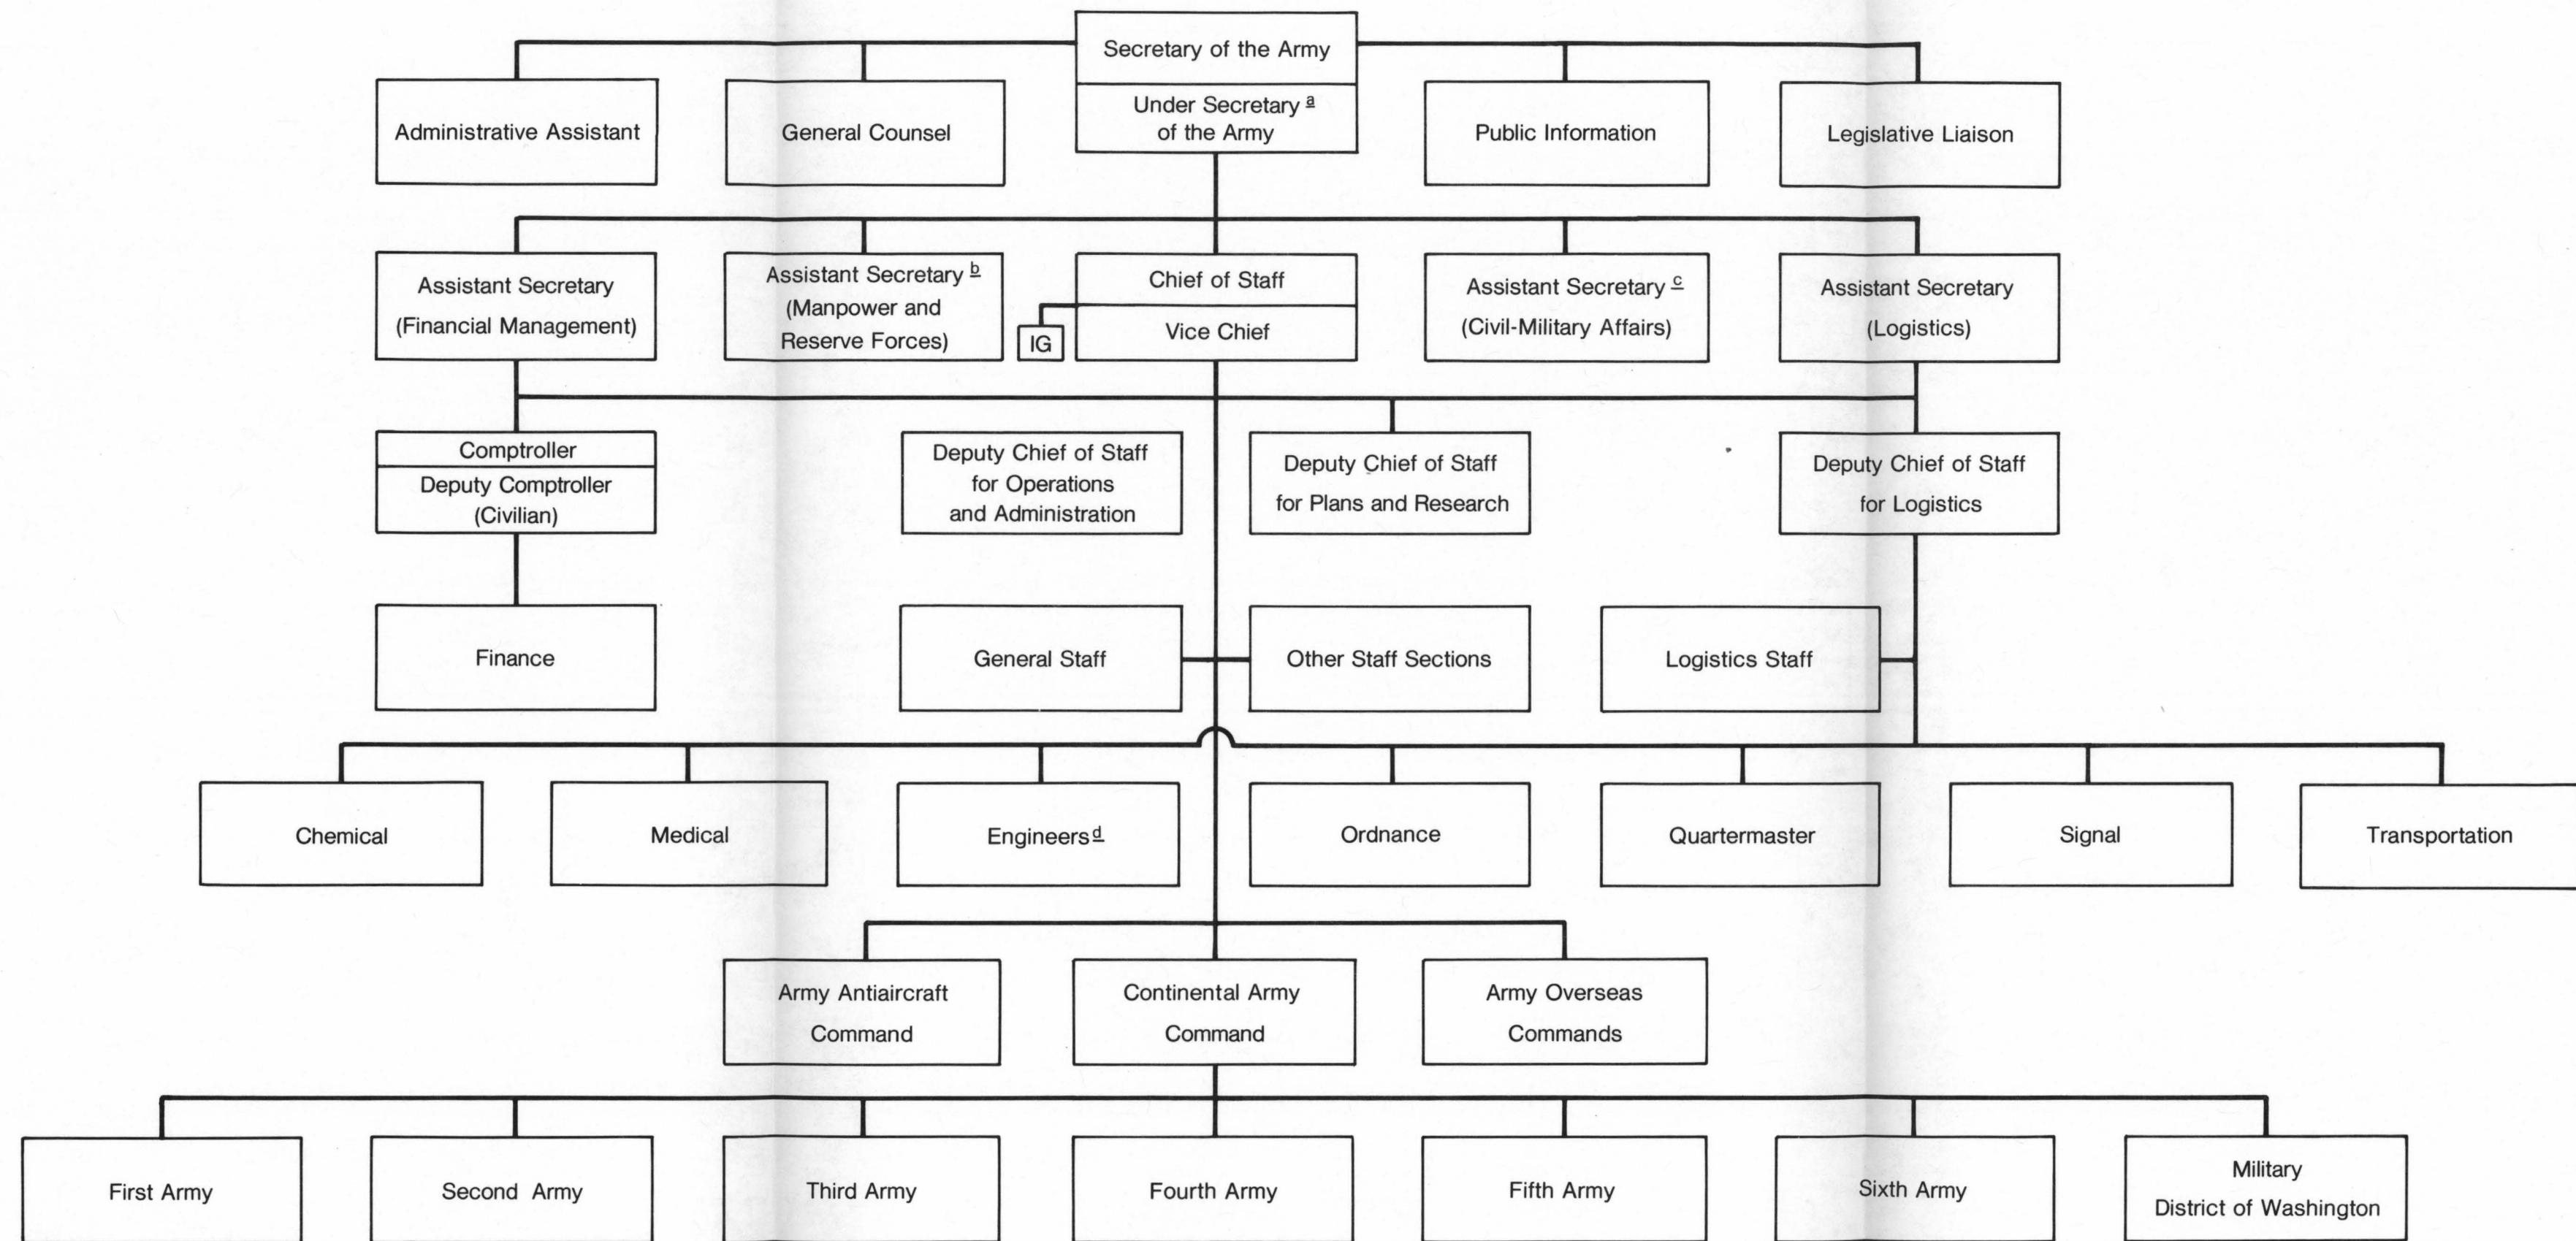 Secretary of the Army
Under Secretary a
of the Army
Administrative Assistant
General Counsel
Public Information
Legislative Liaison
Assistant Secretary
(Financial Management)
Assistant Secretary b
(Manpower and
Reserve Forces)
IG
Chief of Staff
Vice Chief
Assistant Secretary c
(Civil-Military Affairs)
Assistant Secretary
(Logistics)
Comptroller
Deputy Comptroller
(Civilian)
Deputy Chief of Staff
for Operations
and Administration
Deputy Chief of Staff
for Plans and Research
Deputy Chief of Staff
for Logistics
Finance
General Staff
Other Staff Sections
Logistics Staff
Chemical
Medical
Engineers d
Ordnance
Quartermaster
Signal
Transportation
Army Antiaircraft
Command
Continental Army
Command
Army Overseas
Commands
First Army
Second Army
Third Army
Fourth Army
Fifth Army
Sixth Army
Military
District of Washington